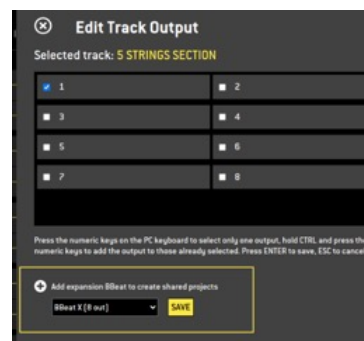 Edit Track Output
Selected track: 5 STRINGS SECTION
1 2
3 4
5 6
7 8
Press the numeric keys on the PC keyboard to select only one output, hold CTRL and press the
numeric keys to add the output to those already selected. Press ENTER to save, ESC to cancel
Add expansion BBeat to create shared projects
BBeat X (8 out) SAVE